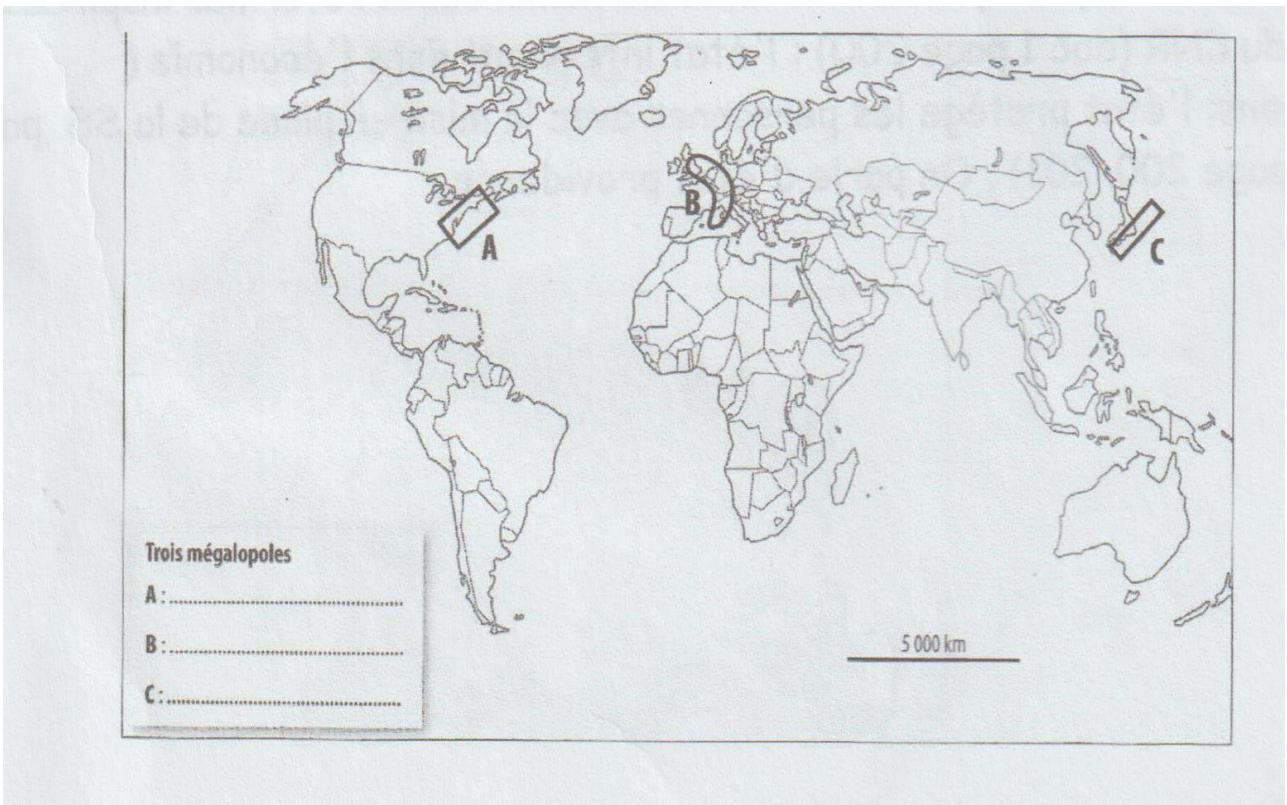 B
A
C
Trois mégalopoles
A : ........................................................
B : ........................................................
C : ........................................................
5 000 km